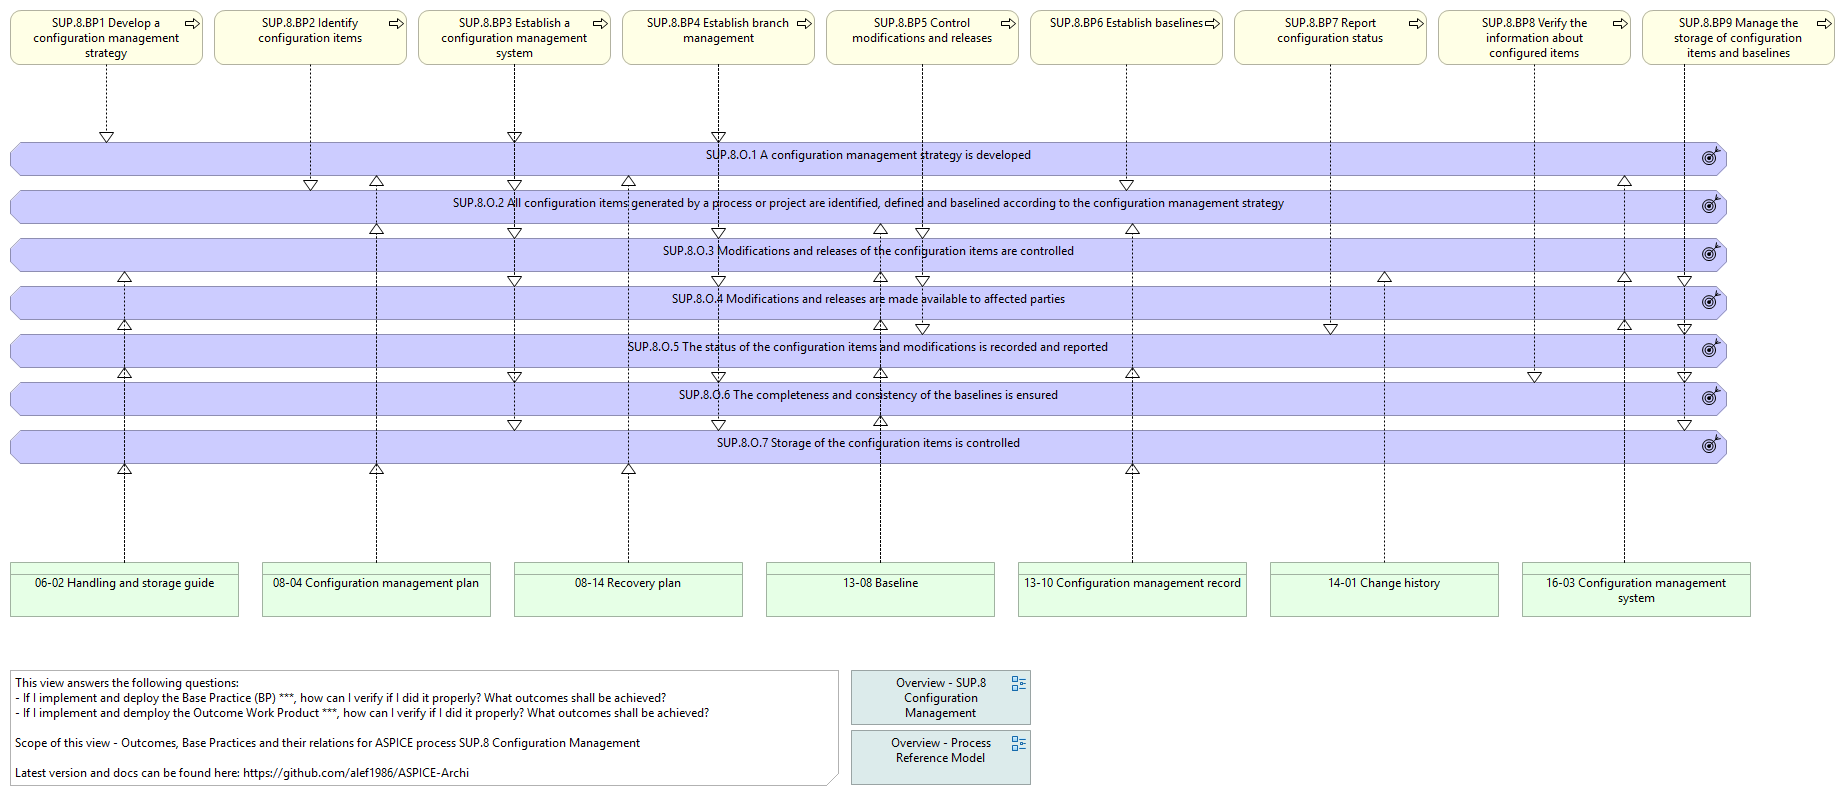 SUP.8.BP1 Develop a
configuration management
strategy
SUP.8.BP2 Identify
configuration items
SUP.8.BP3 Establish a
configuration management
system
SUP.8.BP4 Establish branch
management
SUP.8.BP5 Control
modifications and releases
SUP.8.BP6 Establish baselines
SUP.8.BP7 Report
configuration status
SUP.8.BP8 Verify the
information about
configured items
SUP.8.BP9 Manage the
storage of configuration
items and baselines
SUP.8.O.1 A configuration management strategy is developed
SUP.8.O.2 All configuration items generated by a process or project are identified, defined and baselined according to the configuration management strategy
SUP.8.O.3 Modifications and releases of the configuration items are controlled
SUP.8.O.4 Modifications and releases are made available to affected parties
SUP.8.O.5 The status of the configuration items and modifications is recorded and reported
SUP.8.O.6 The completeness and consistency of the baselines is ensured
SUP.8.O.7 Storage of the configuration items is controlled
06-02 Handling and storage guide
08-04 Configuration management plan
08-14 Recovery plan
13-08 Baseline
13-10 Configuration management record
14-01 Change history
16-03 Configuration management
system
This view answers the following questions:
- If I implement and deploy the Base Practice (BP) ***, how can I verify if I did it properly? What outcomes shall be achieved?
- If I implement and demploy the Outcome Work Product ***, how can I verify if I did it properly? What outcomes shall be achieved?
Scope of this view - Outcomes, Base Practices and their relations for ASPICE process SUP.8 Configuration Management
Latest version and docs can be found here: https://github.com/alef1986/ASPICE-Archi
Overview - SUP.8
Configuration
Management
Overview - Process
Reference Model